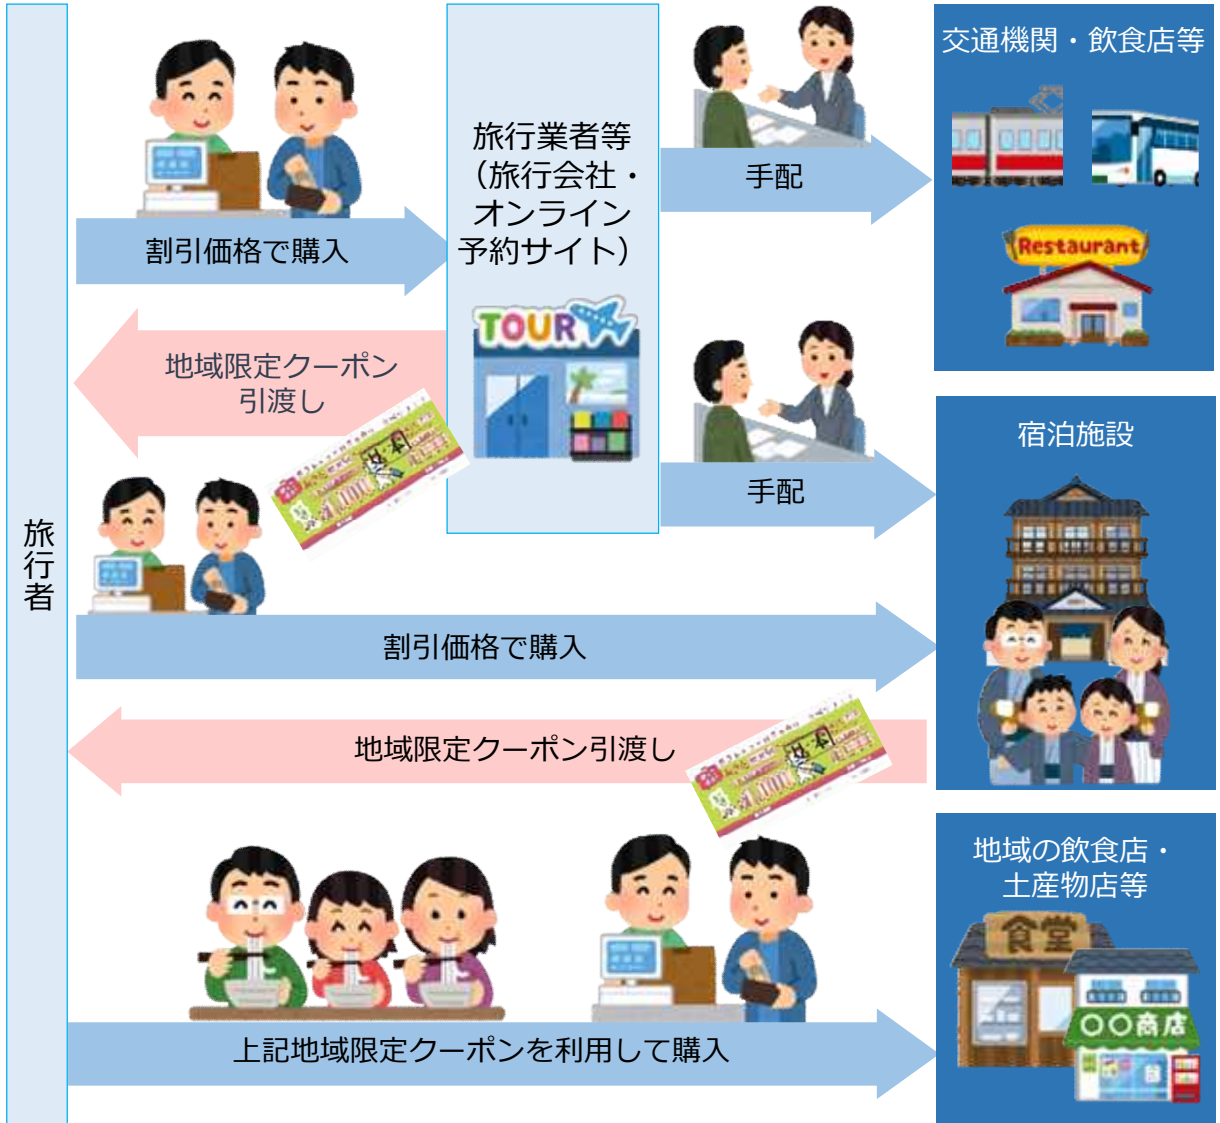 交通機関・飲食店等
旅行業者等
（旅行会社・
オンライン
予約サイト）
手配
割引価格で購入
Restaurant
TOUR
地域限定クーポン
引渡し
宿泊施設
手配
旅行者
割引価格で購入
地域限定クーポン引渡し
地域の飲食店・
土産物店等
食堂
〇〇商店
上記地域限定クーポンを利用して購入